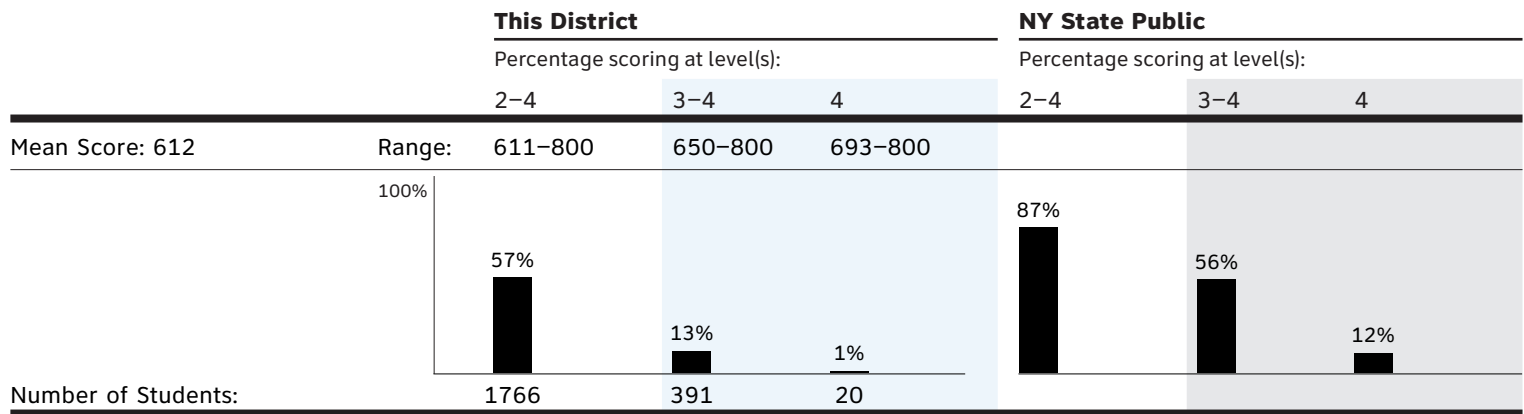 This District NY State Public
Percentage scoring at level(s): Percentage scoring at level(s):
2–4 3–4 4 2–4 3–4 4
Mean Score: 612 Range: 611–800 650–800 693–800
100%
87%
57% 56%
13% 12%
1%
Number of Students: 1766 391 20